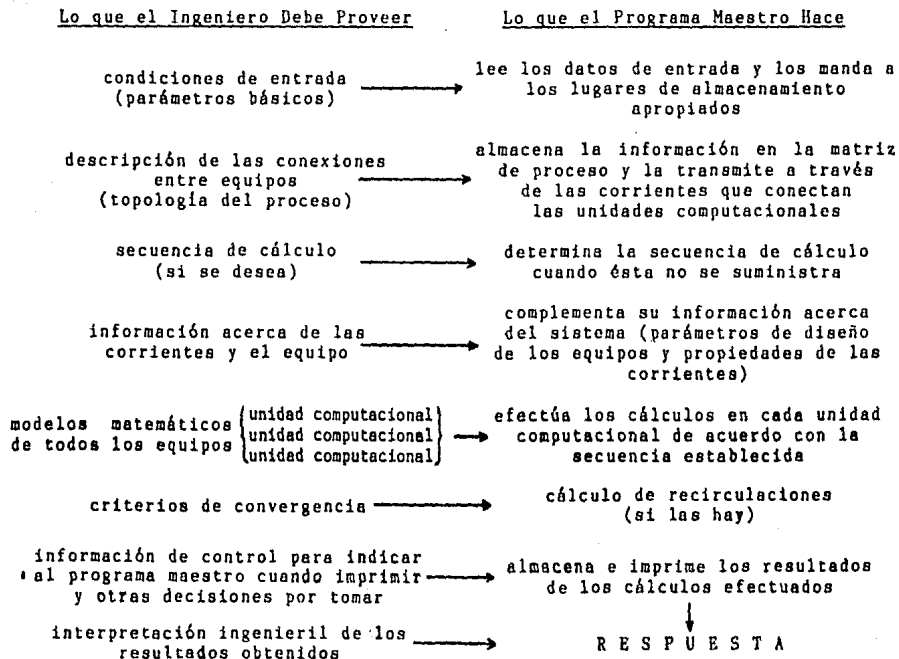 Lo que el Ingeniero Debe Proveer
Lo que el Programa Maestro Hace
condiciones de entrada
(parámetros básicos)
lee los datos de entrada y los manda a
los lugares de almacenamiento
apropiados
descripción de las conexiones
entre equipos
(topología del proceso)
almacena la información en la matriz
de proceso y la transmite a través
de las corrientes que conectan
las unidades computacionales
secuencia de cálculo
(si se desea)
determina la secuencia de cálculo
cuando ésta no se suministra
información acerca de las
corrientes y el equipo
complementa su información acerca
del sistema (parámetros de diseño
de los equipos y propiedades de las
corrientes)
modelos matemáticos
de todos los equipos
unidad computacional
unidad computacional
unidad computacional
efectúa los cálculos en cada unidad
computacional de acuerdo con la
secuencia establecida
criterios de convergencia
cálculo de recirculaciones
(si las hay)
información de control para indicar
al programa maestro cuando imprimir
y otras decisiones por tomar
almacena e imprime los resultados
de los cálculos efectuados
interpretación ingenieril de los
resultados obtenidos
R E S P U E S T A